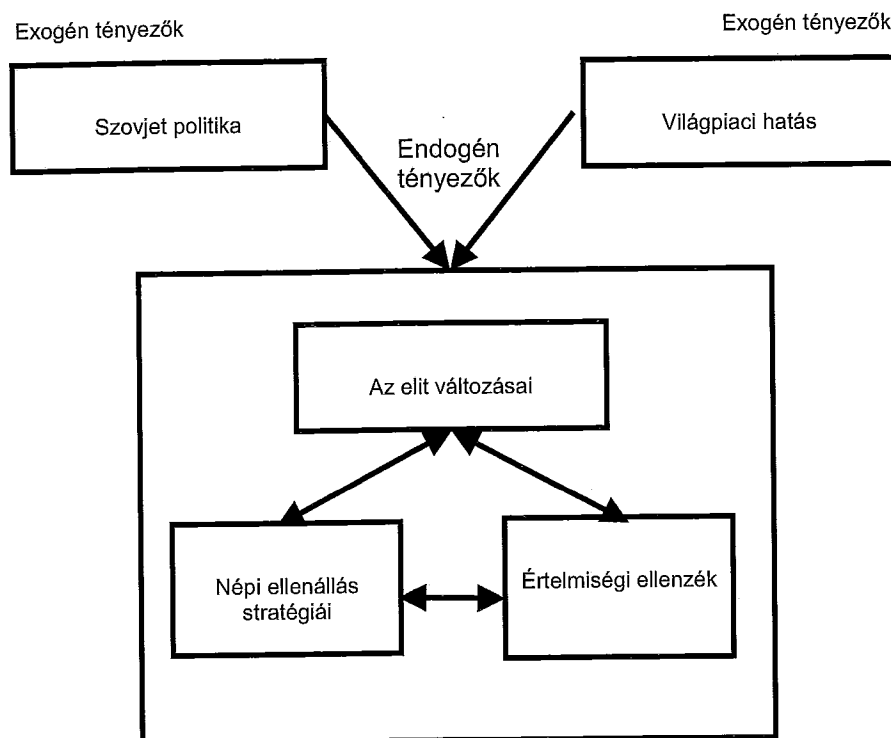 Exogén tényezők
Exogén tényezők
Szovjet politika
Világpiaci hatás
Endogén
tényezők
Az elit változásai
Népi ellenállás
stratégiái
Értelmiségi ellenzék